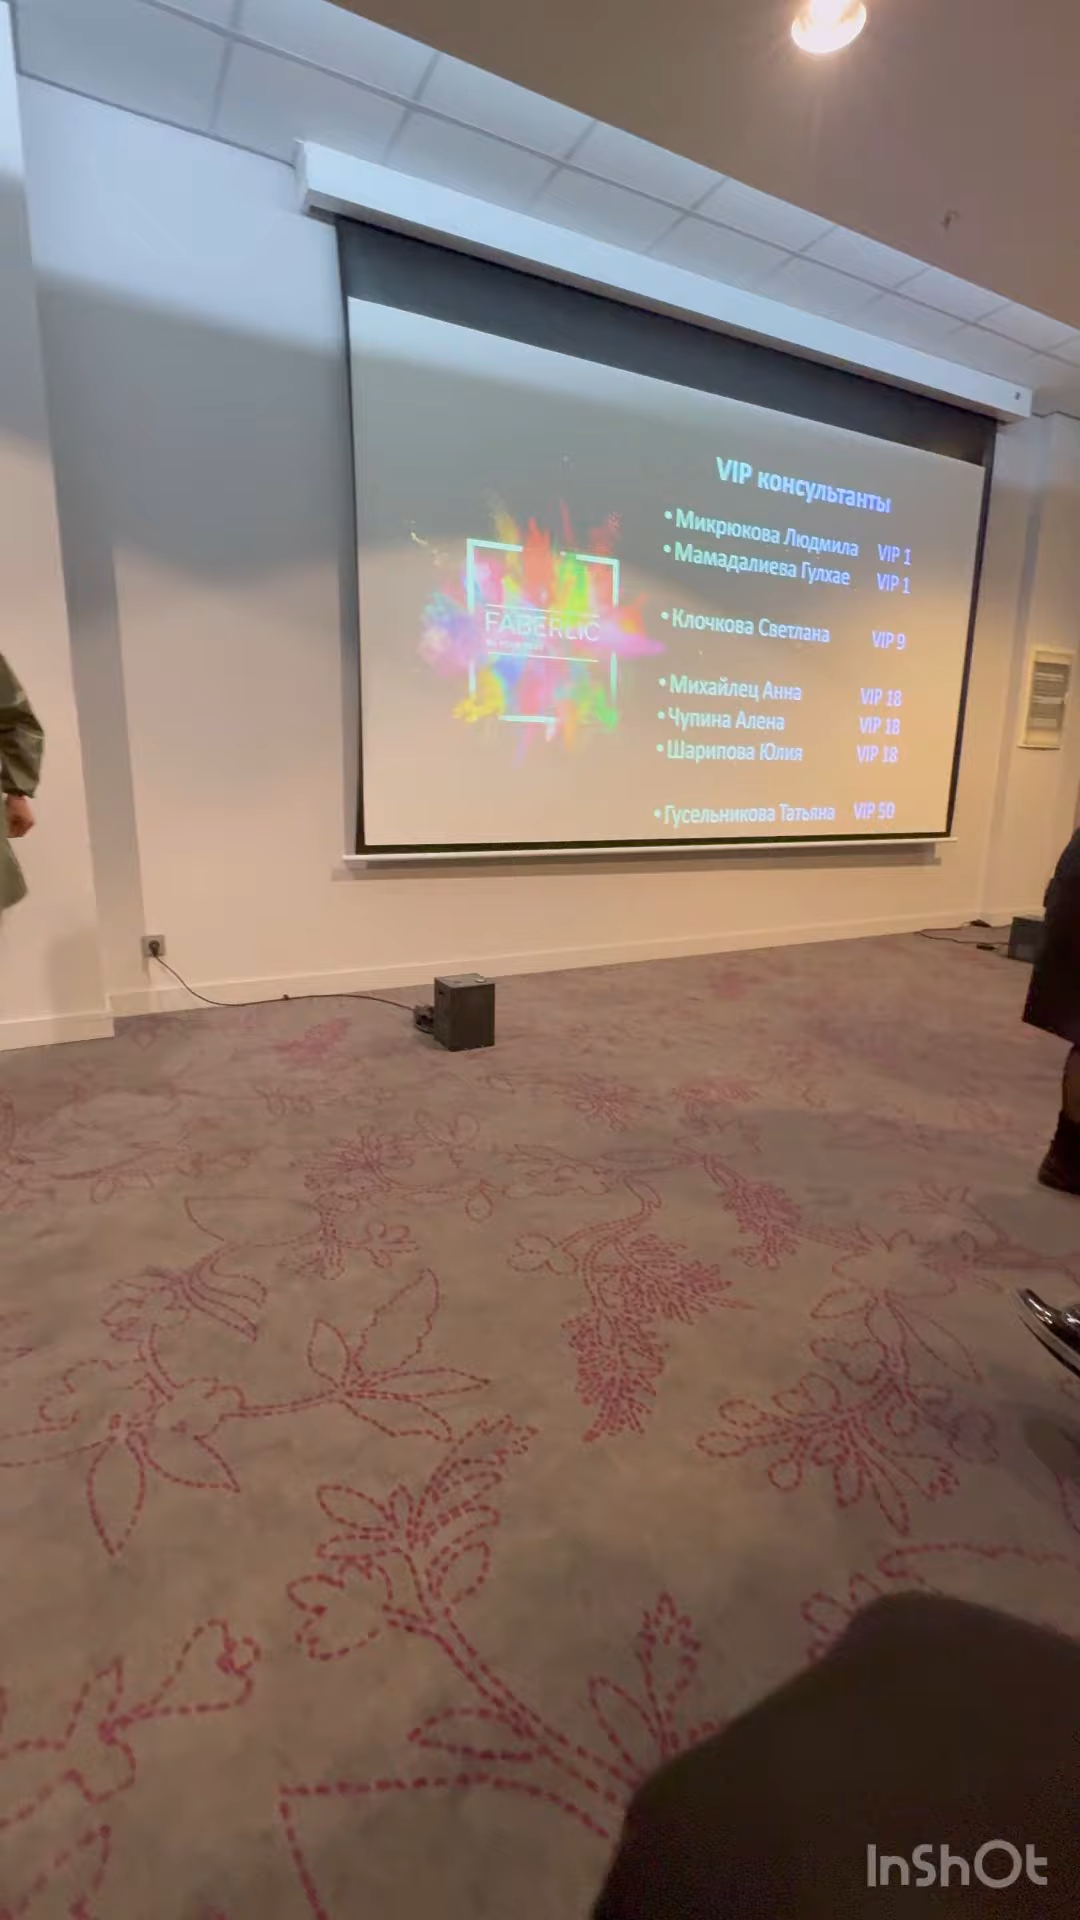 VIP консультанты
• Микрюкова Людмила VIP 1
• Мамадалиева Гулхае VIP 1
• Клочкова Светлана VIP 9
• Михайлец Анна VIP 18
• Чупина Алена VIP 18
• Шарипова Юлия VIP 18
• Гусельникова Татьяна VIP 50
FABERLIC
InShOt